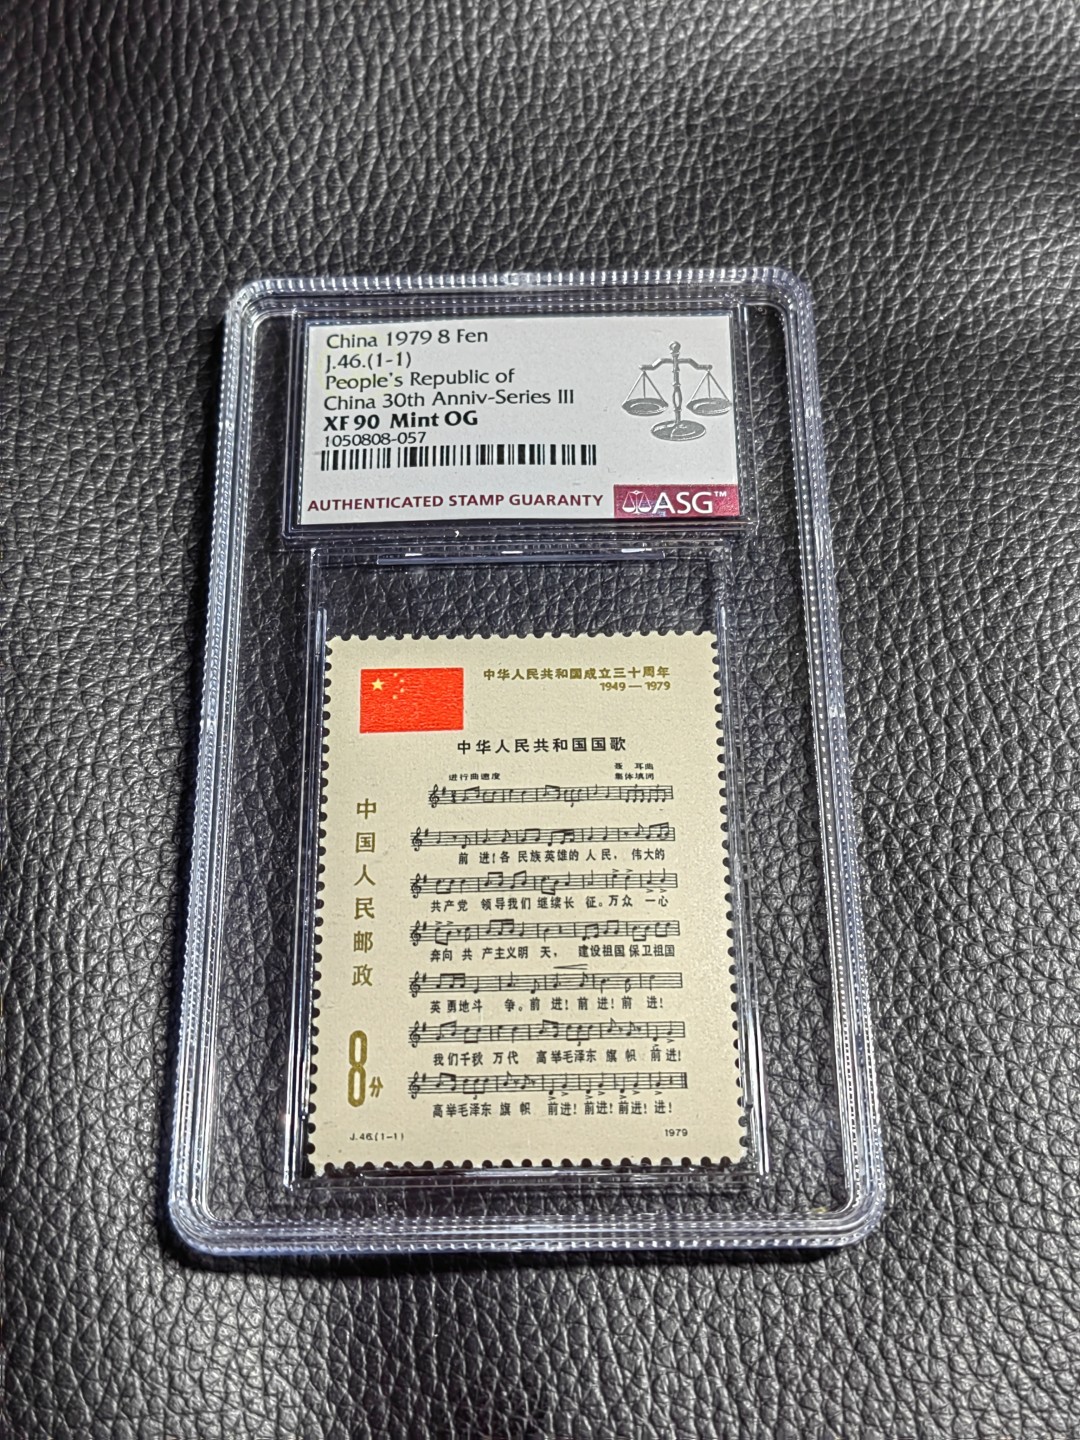 China 1979 8 Fen
J.46.(1-1)
People's Republic of
China 30th Anniv-Series III
XF 90 Mint OG
1050808-057
AUTHENTICATED STAMP GUARANTY ASG™
中华人民共和国成立三十周年
1949—1979
中华人民共和国国歌
进行曲速度
聂 耳曲
集体填词
前 进!各 民族 英雄的 人 民, 伟大的
共产党 领导我们 继续长 征。万众 一心
奔向 共 产主义明 天, 建设祖国 保卫祖国
英 勇地斗 争。前 进! 前 进! 前 进!
我们千秋 万代 高举毛泽东 旗 帜 前进!
高举毛泽东 旗 帜 前进! 前进! 前进! 进!
中国人民邮政
8分
J.46.(1-1)
1979